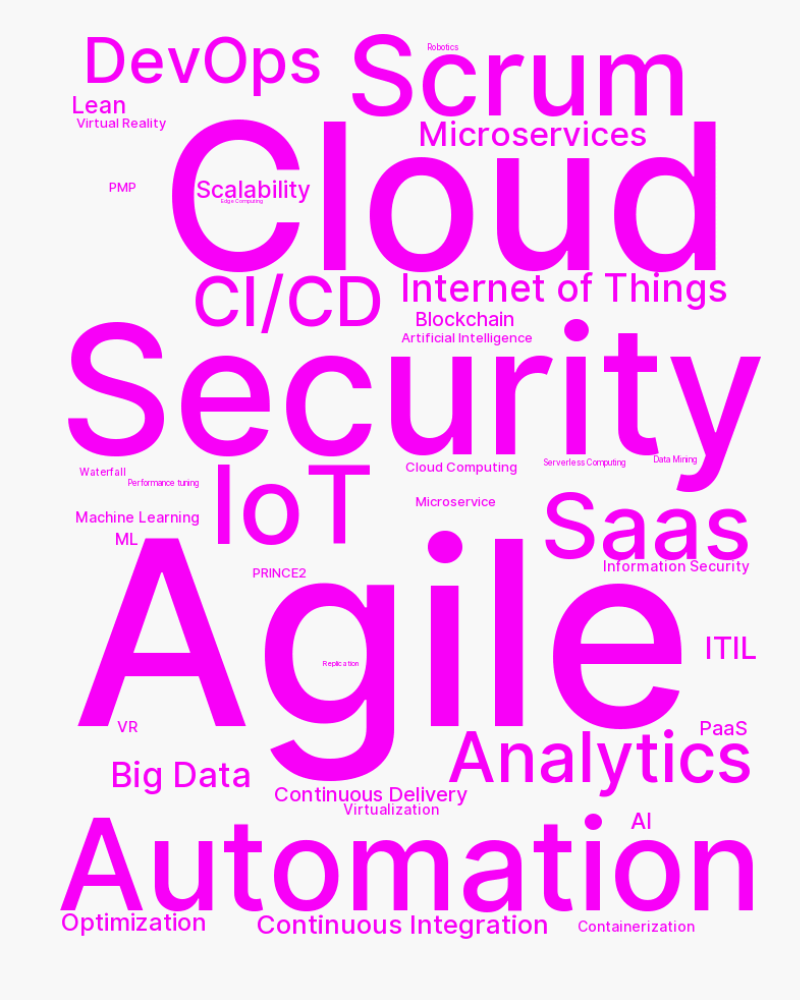 DevOps
Scrum
Robotics
Lean
Virtual Reality
Microservices
Cloud
PMP
Scalability
Edge Computing
CI/CD
Internet of Things
Blockchain
Artificial Intelligence
Security
Waterfall
Performance tuning
IoT
Cloud Computing
Serverless Computing
Data Mining
Microservice
Saas
Machine Learning
ML
PRINCE2
Information Security
Agile
ITIL
Replication
VR
PaaS
Analytics
Big Data
Continuous Delivery
Virtualization
AI
Automation
Optimization
Continuous Integration
Containerization